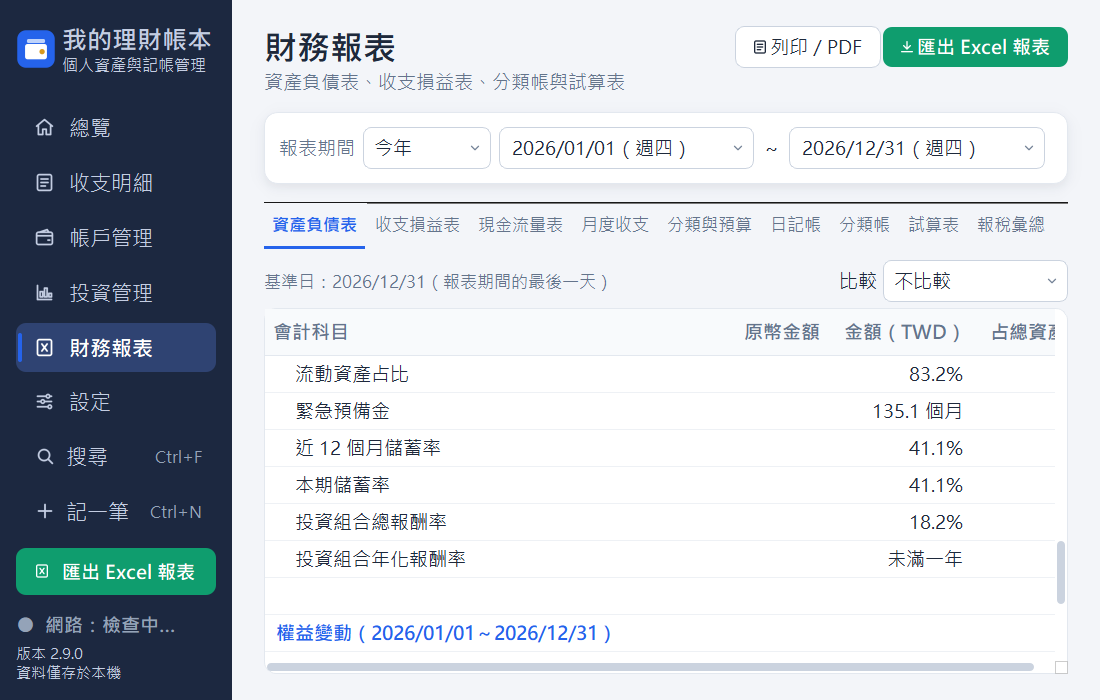 我的理財帳本
個人資產與記帳管理
總覽
收支明細
帳戶管理
投資管理
財務報表
設定
搜尋 Ctrl+F
記一筆 Ctrl+N
匯出 Excel 報表
網路：檢查中...
版本 2.9.0
資料僅存於本機
財務報表
資產負債表、收支損益表、分類帳與試算表
列印 / PDF
匯出 Excel 報表
報表期間 今年 2026/01/01（週四） ~ 2026/12/31（週四）
資產負債表 收支損益表 現金流量表 月度收支 分類與預算 日記帳 分類帳 試算表 報稅彙總
基準日：2026/12/31（報表期間的最後一天） 比較 不比較
會計科目 原幣金額 金額（TWD） 占總資產
流動資產占比 83.2%
緊急預備金 135.1 個月
近 12 個月儲蓄率 41.1%
本期儲蓄率 41.1%
投資組合總報酬率 18.2%
投資組合年化報酬率 未滿一年
權益變動（2026/01/01～2026/12/31）